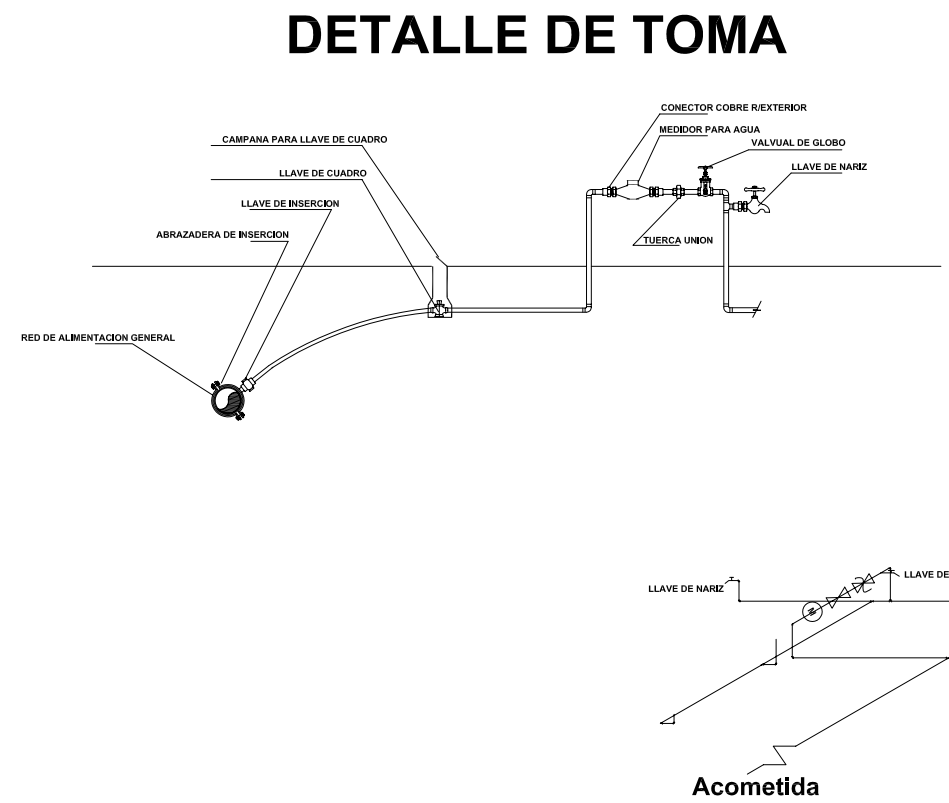 DETALLE DE TOMA
CONECTOR COBRE R/EXTERIOR
MEDIDOR PARA AGUA
CAMPANA PARA LLAVE DE CUADRO
VALVUAL DE GLOBO
LLAVE DE CUADRO
LLAVE DE NARIZ
LLAVE DE INSERCION
ABRAZADERA DE INSERCION
TUERCA UNION
RED DE ALIMENTACION GENERAL
LLAVE DE NARIZ
LLAVE DE
Acometida